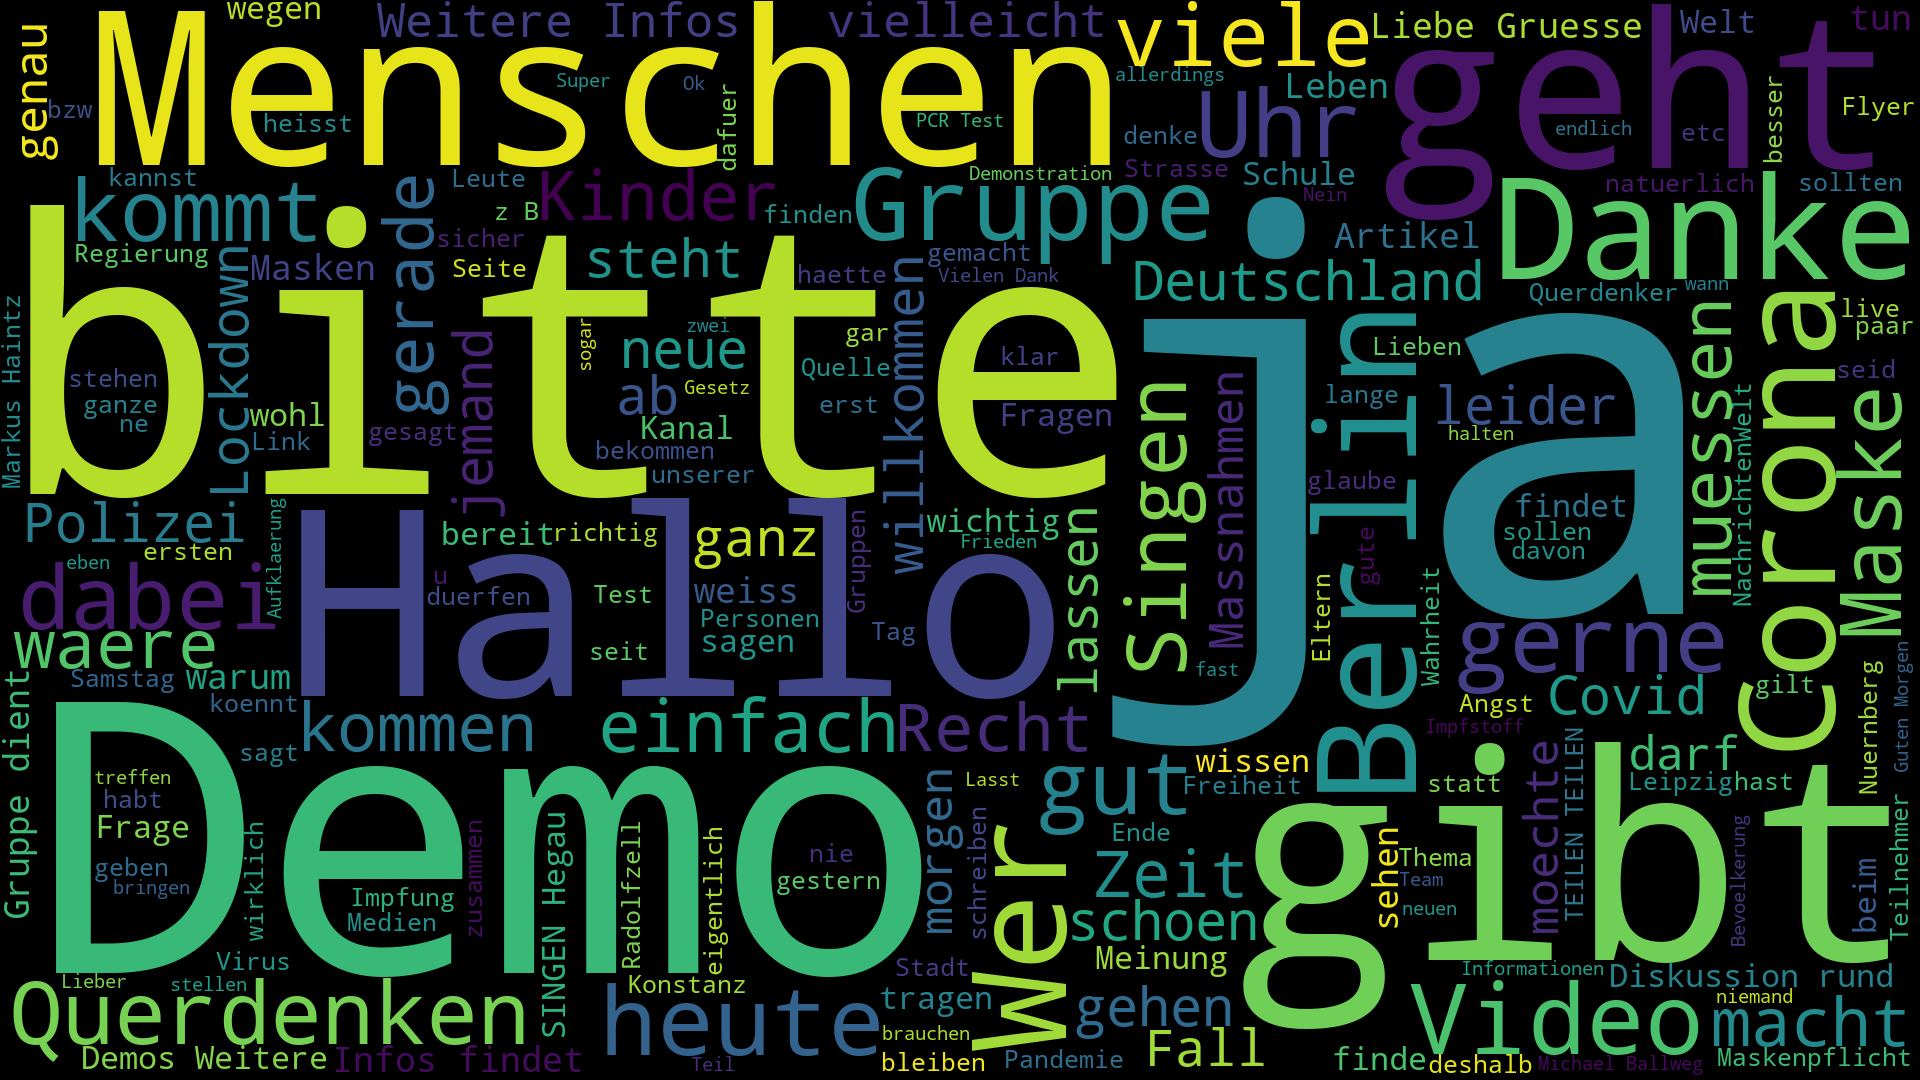 wegen
Weitere Infos
vielleicht
viele
Liebe Gruesse
Welt
tun
genau
Menschen
geht
bzw
heisst
Super
Ok
dafuer
PCR Test
allerdings
Leben
Uhr
denke
endlich
etc
besser
Flyer
kannst
kommt
gerade
Leute
z B
Kinder
finden
Gruppe
Demonstration
Strasse
Schule
Nein
natuerlich
sollten
Danke
Regierung
Masken
sicher
Seite
steht
haette
gemacht
Vielen Dank
Artikel
Deutschland
Querdenker
wann
Markus Haintz
Lockdown
bitte
jemand
sogar
neue
zwei
gar
Quelle
willkommen
klar
ja
Lieben
live
paar
seid
Corona
Maske
muessen
NachrichtenWelt
stehen
ganze
ne
wohl
Link
gesagt
ab
Gesetz
Kanal
erst
Fragen
bekommen
unserer
Singen
Massnahmen
Berlin
lange
leider
halten
glaube
findet
sollen
davon
gute
Polizei
ersten
eben
Aufklaerung
Hallo
bereit
richtig
ganz
Gruppen
wichtig
Frieden
lassen
dabei
u
duerfen
Test
weiss
Personen
sagen
Tag
seit
fast
Eltern
Wahrheit
gerne
waere
Samstag
warum
koennt
Gruppe dient
kommen
einfach
Recht
Angst
Covid
gilt
Impfstoff
Nuernberg
Guten Morgen
sagt
Demo
treffen
habt
Frage
geben
bringen
wirklich
Impfung
Medien
zusammen
SINGEN Hegau
Radolfzell
eigentlich
nie
gestern
morgen
Lasst
schreiben
gut
wissen
Freiheit
Ende
Wer
Zeit
schoen
gibt
statt
sehen
Thema
Team
neuen
moechte
TEILEN TEILEN
darf
Leipzig
hast
Bevoelkerung
beim
Teilnehmer
Virus
Lieber
stellen
Konstanz
Stadt
Meinung
Informationen
Diskussion rund
Querdenken
heute
tragen
gehen
Video
niemand
macht
Demos Weitere
Infos findet
Teil
brauchen
bleiben
Pandemie
Fall
finde
deshalb
Michael Ballweg
Maskenpflicht